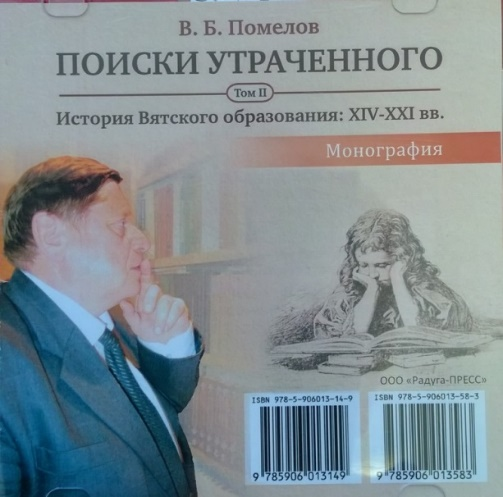 В. Б. Помелов
ПОИСКИ УТРАЧЕННОГО
Том II
История Вятского образования: XIV-XXI вв.
Монография
ООО «Радуга-ПРЕСС»
ISBN 978-5-906013-14-9
9 785906 013149
ISBN 978-5-906013-58-3
9 785906 013583